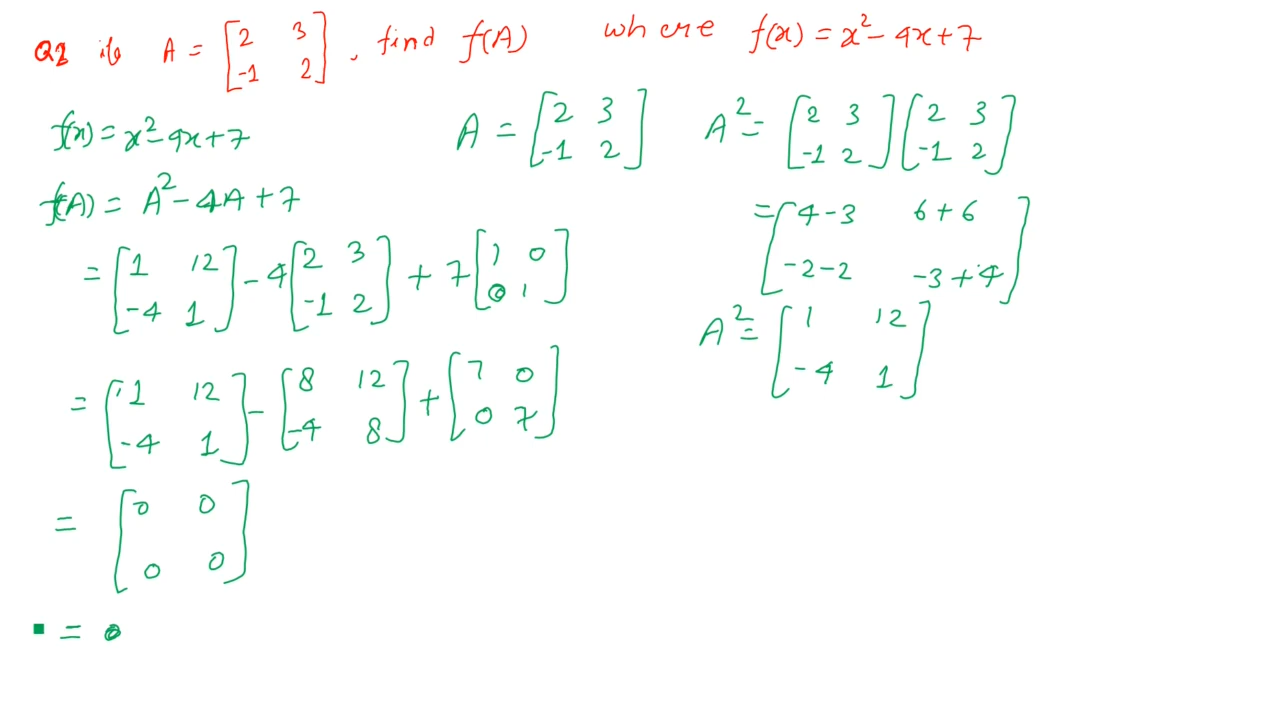 Q2 if A = [2 3 -1 2], find f(A) where f(x) = x² - 4x + 7
f(x) = x² - 4x + 7
f(A) = A² - 4A + 7
= [1 12 -4 1] - 4 [2 3 -1 2] + 7 [1 0 0 1]
= [1 12 -4 1] - [8 12 -4 8] + [7 0 0 7]
= [0 0 0 0]
= 0
A = [2 3 -1 2]
A² = [2 3 -1 2] [2 3 -1 2]
= [4-3 6+6 -2-2 -3+4]
A² = [1 12 -4 1]